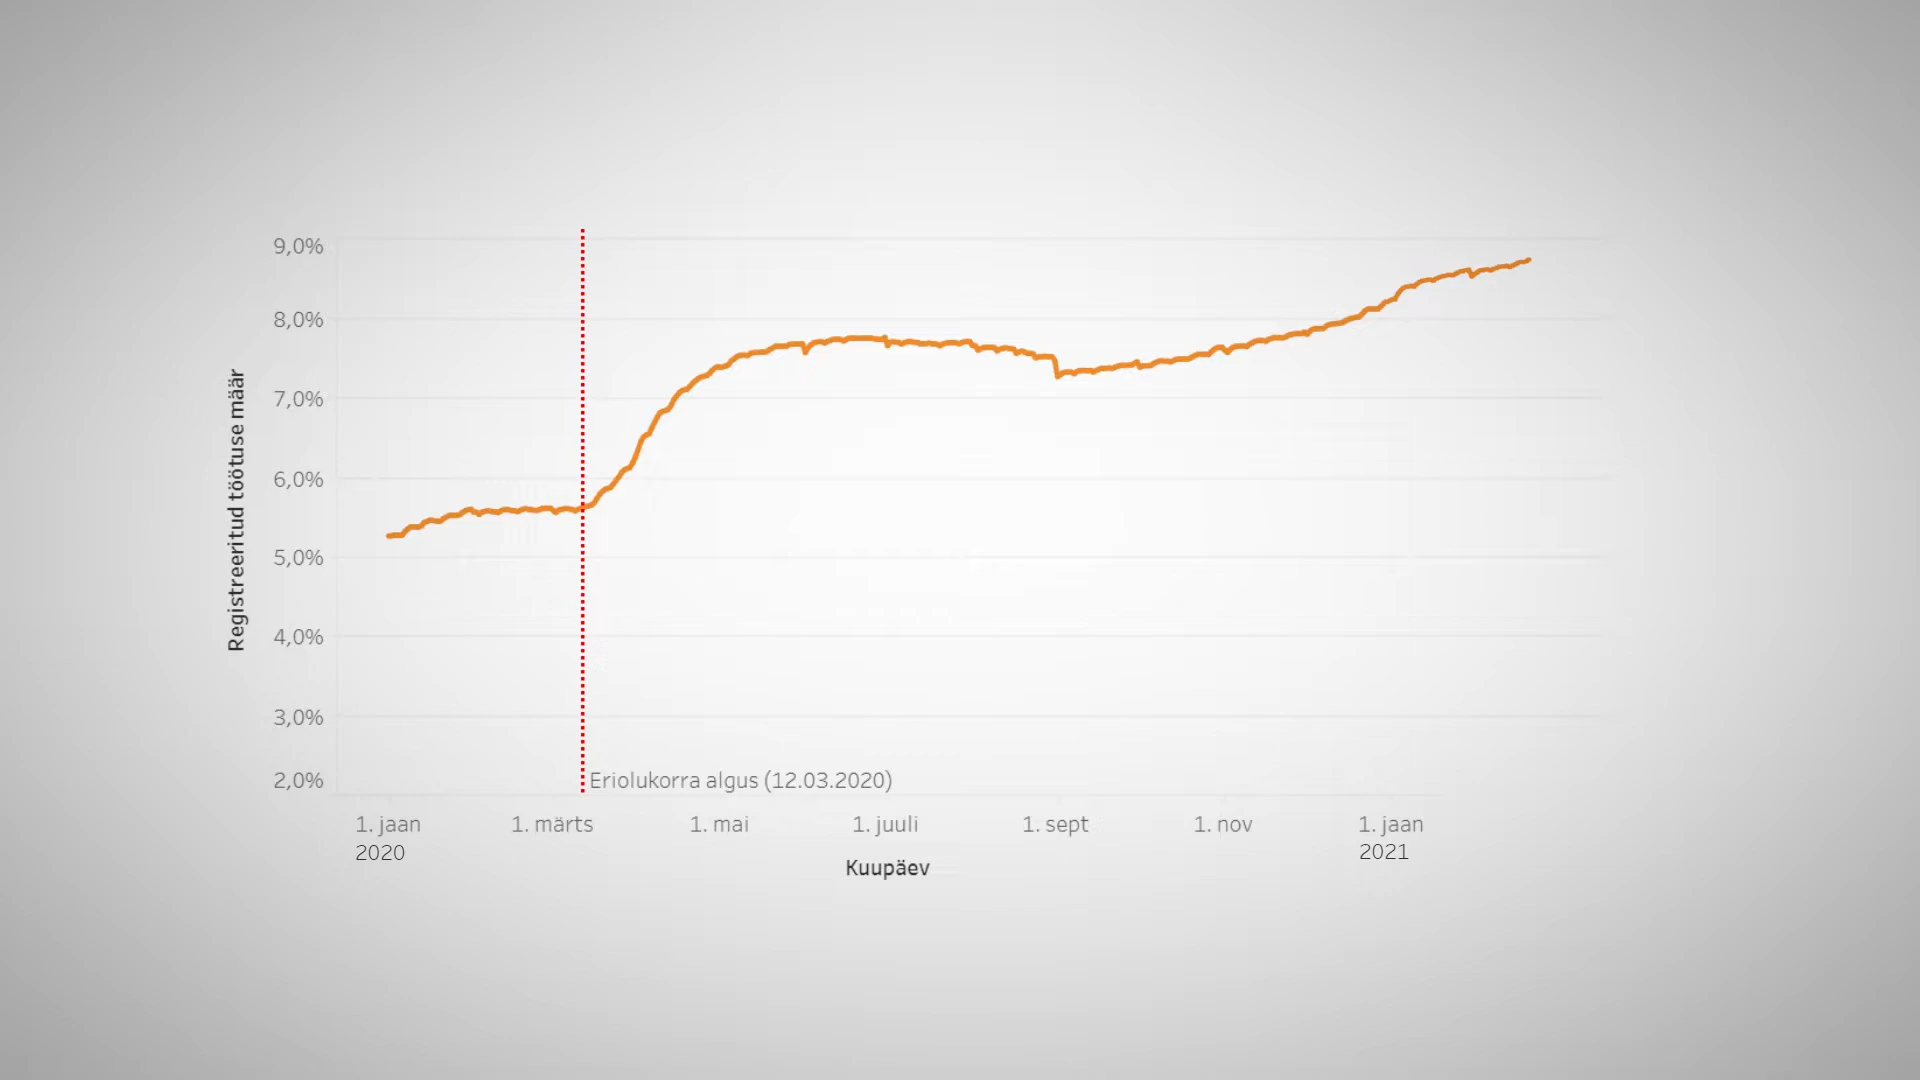 9,0%
8,0%
7,0%
6,0%
5,0%
4,0%
3,0%
2,0%
Registreeritud töötuse määr
Eriolukorra algus (12.03.2020)
1. jaan 1. märts 1. mai 1. juuli 1. sept 1. nov 1. jaan
2020 2021
Kuupäev